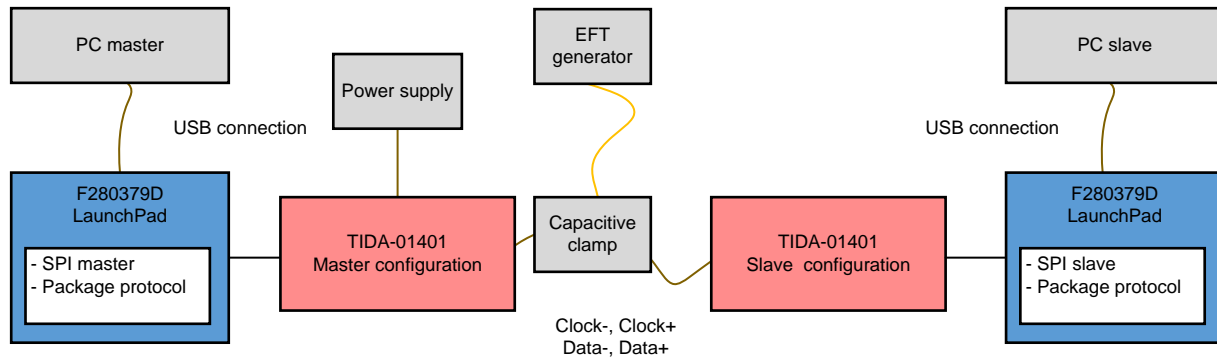 PC master
EFT
generator
PC slave
Power supply
USB connection
USB connection
F280379D
LaunchPad
- SPI master
- Package protocol
TIDA-01401
Master configuration
Capacitive
clamp
TIDA-01401
Slave  configuration
F280379D
LaunchPad
- SPI slave
- Package protocol
Clock-, Clock+
Data-, Data+